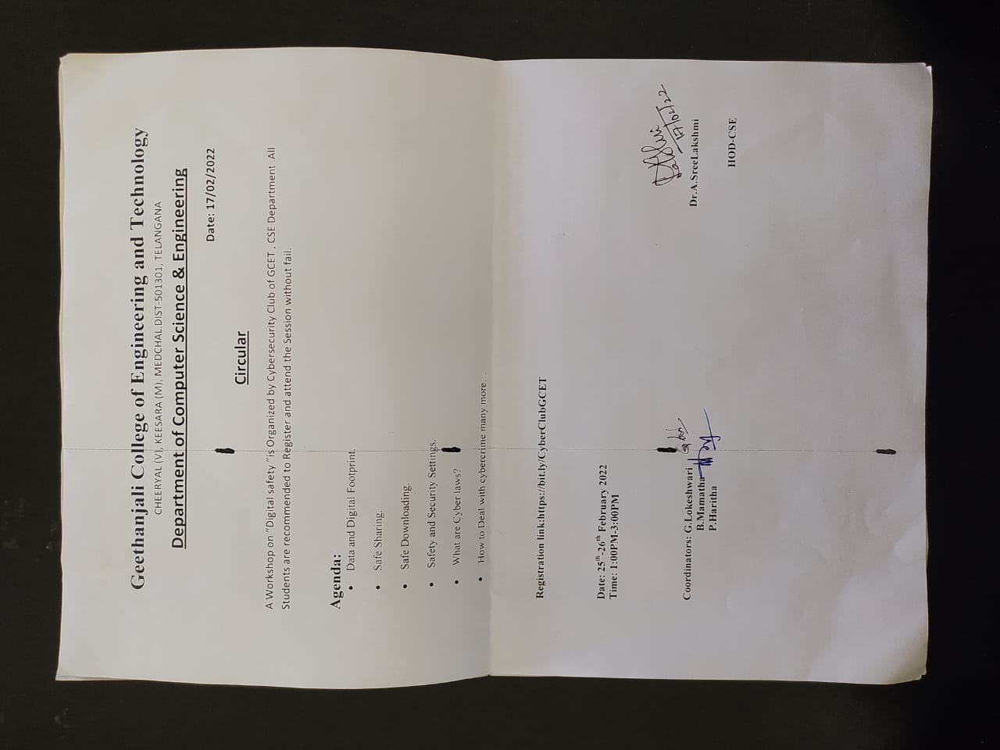 Geethanjali College of Engineering and Technology
CHEERYAL (V), KEESARA (M), MEDCHAL.DIST-501301, TELANGANA
Department of Computer Science & Engineering
Date: 17/02/2022
Circular
A Workshop on “Digital safety “is Organized by Cybersecurity Club of GCET , CSE Department .All
Students are recommended to Register and attend the Session without fail.
Agenda:
• Data and Digital Footprint.
• Safe Sharing.
• Safe Downloading.
• Safety and Security Settings.
• What are Cyber laws?
• How to Deal with cybercrime many more…
Registration link:https://bit.ly/CyberClubGCET
Date: 25th-26th February 2022
Time: 1:00PM-3:00PM
17/02/22
Coordinators: G.Lokeshwari
B.Mamatha
P.Haritha
Dr.A.SreeLakshmi
HOD-CSE